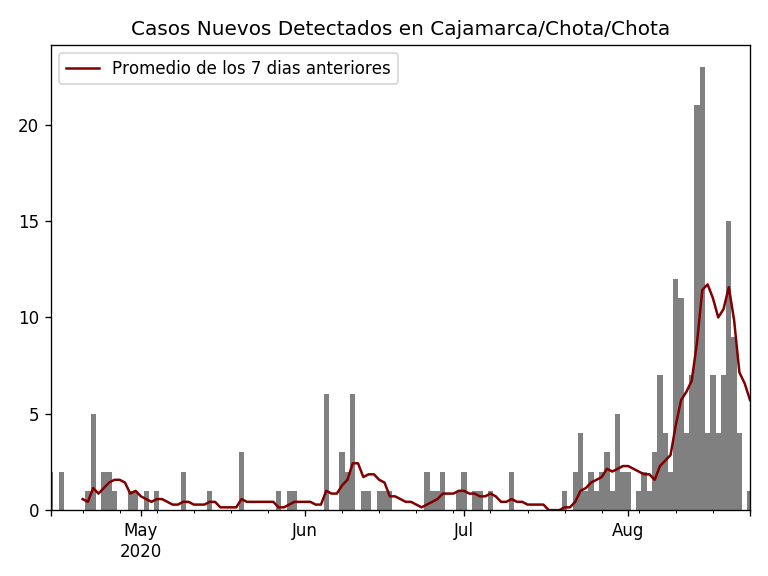 Casos Nuevos Detectados en Cajamarca/Chota/Chota
Promedio de los 7 dias anteriores
20
15
10
5
0
May
2020
Jun
Jul
Aug